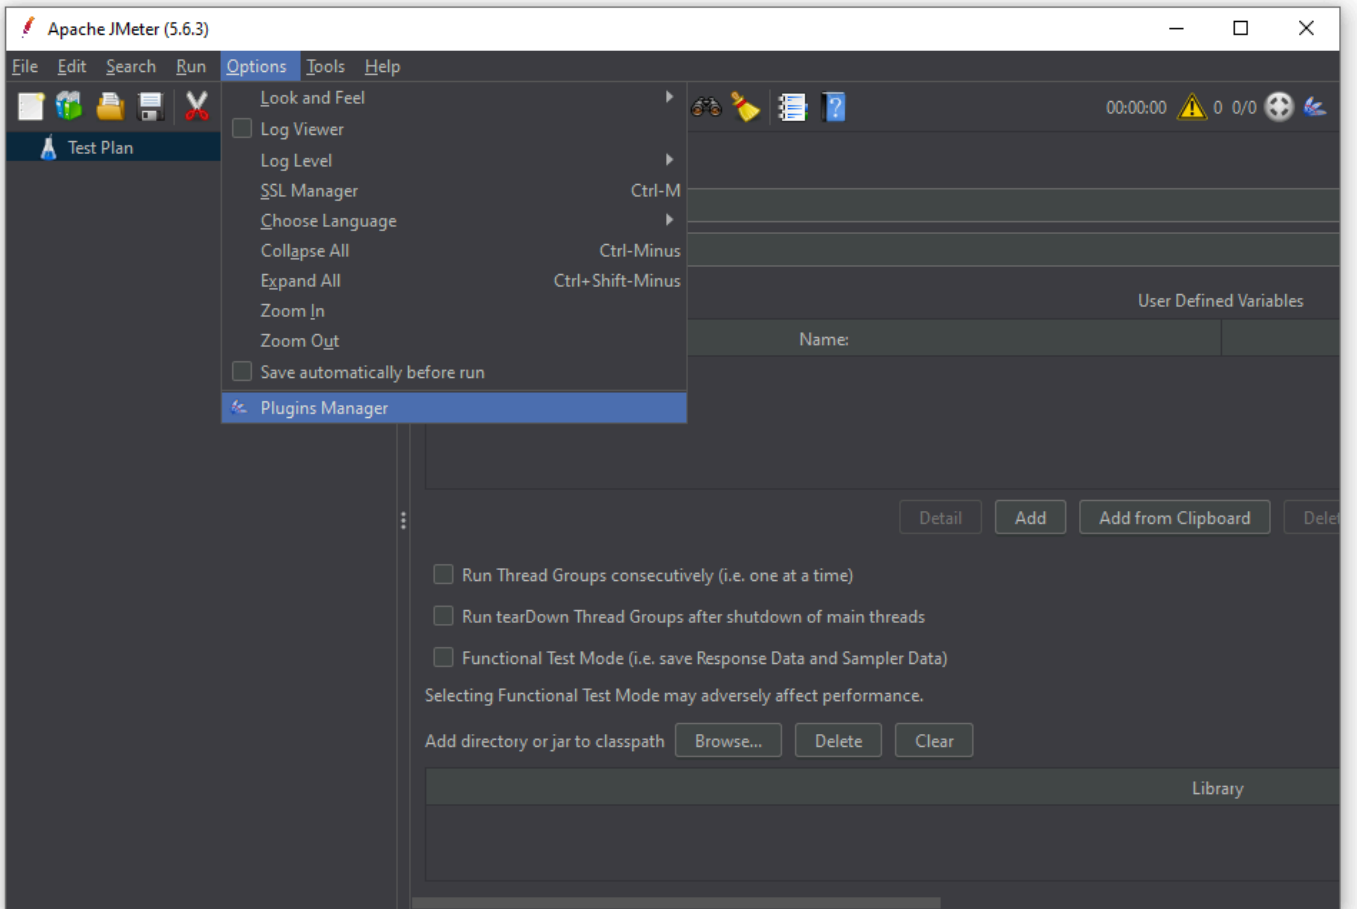 Apache JMeter (5.6.3)
File Edit Search Run Options Tools Help
00:00:00 0 0/0
Look and Feel
Log Viewer
Log Level
SSL Manager Ctrl-M
Choose Language
Collapse All Ctrl-Minus
Expand All Ctrl+Shift-Minus
Zoom In
Zoom Out
Save automatically before run
Plugins Manager
Test Plan
User Defined Variables
Name:
Detail Add Add from Clipboard Delet
Run Thread Groups consecutively (i.e. one at a time)
Run tearDown Thread Groups after shutdown of main threads
Functional Test Mode (i.e. save Response Data and Sampler Data)
Selecting Functional Test Mode may adversely affect performance.
Add directory or jar to classpath Browse... Delete Clear
Library